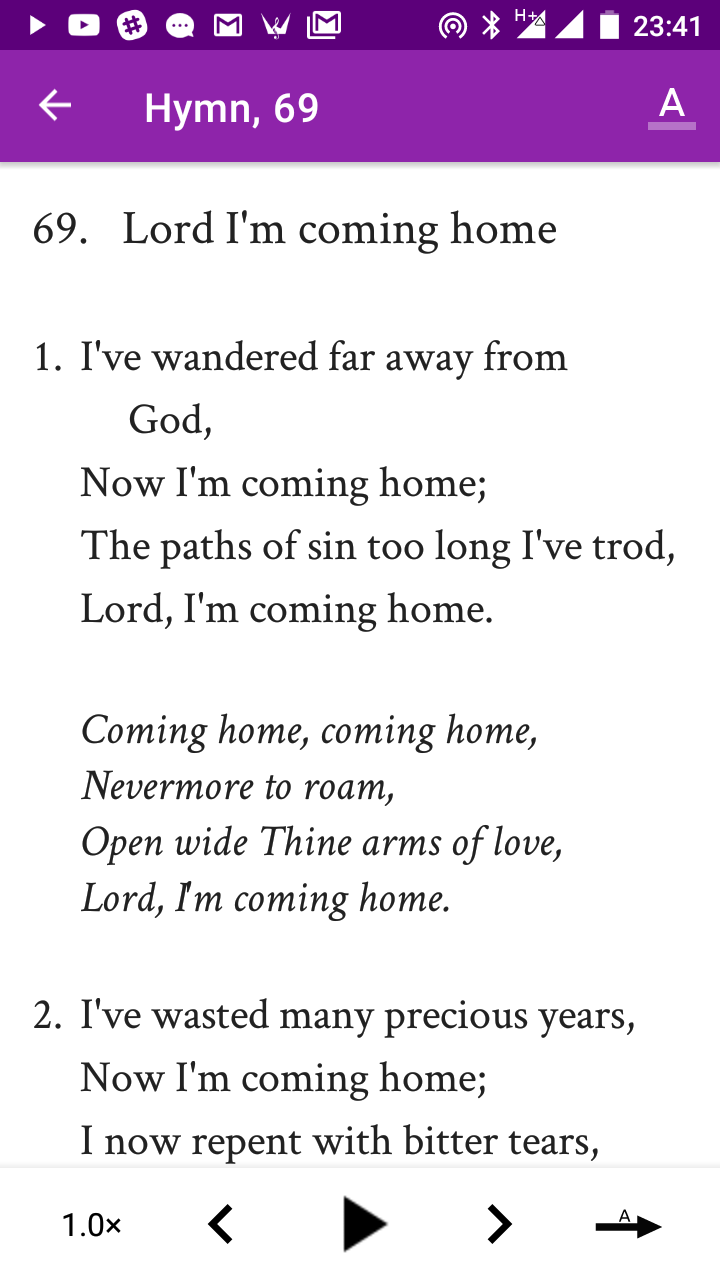 H+ 23:41
Hymn, 69 A
69. Lord I'm coming home
1. I've wandered far away from
God,
Now I'm coming home;
The paths of sin too long I've trod,
Lord, I'm coming home.
Coming home, coming home,
Nevermore to roam,
Open wide Thine arms of love,
Lord, I'm coming home.
2. I've wasted many precious years,
Now I'm coming home;
I now repent with bitter tears,
1.0× A